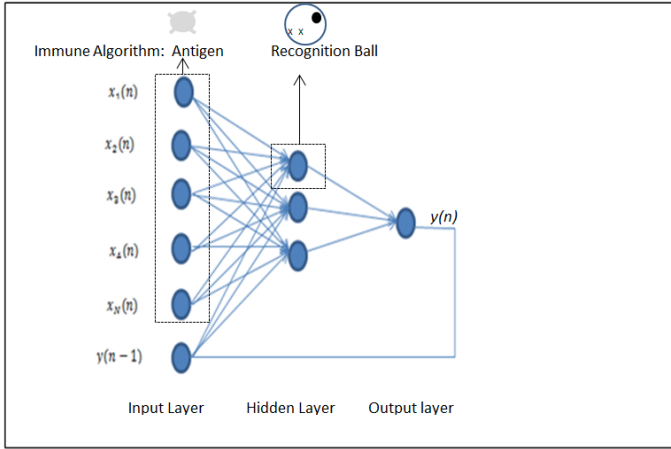 x x
Immune Algorithm: Antigen
Recognition Ball
x₁(n)
x₂(n)
x₃(n)
x₄(n)
x_N(n)
y(n)
y(n−1)
Input Layer
Hidden Layer
Output layer